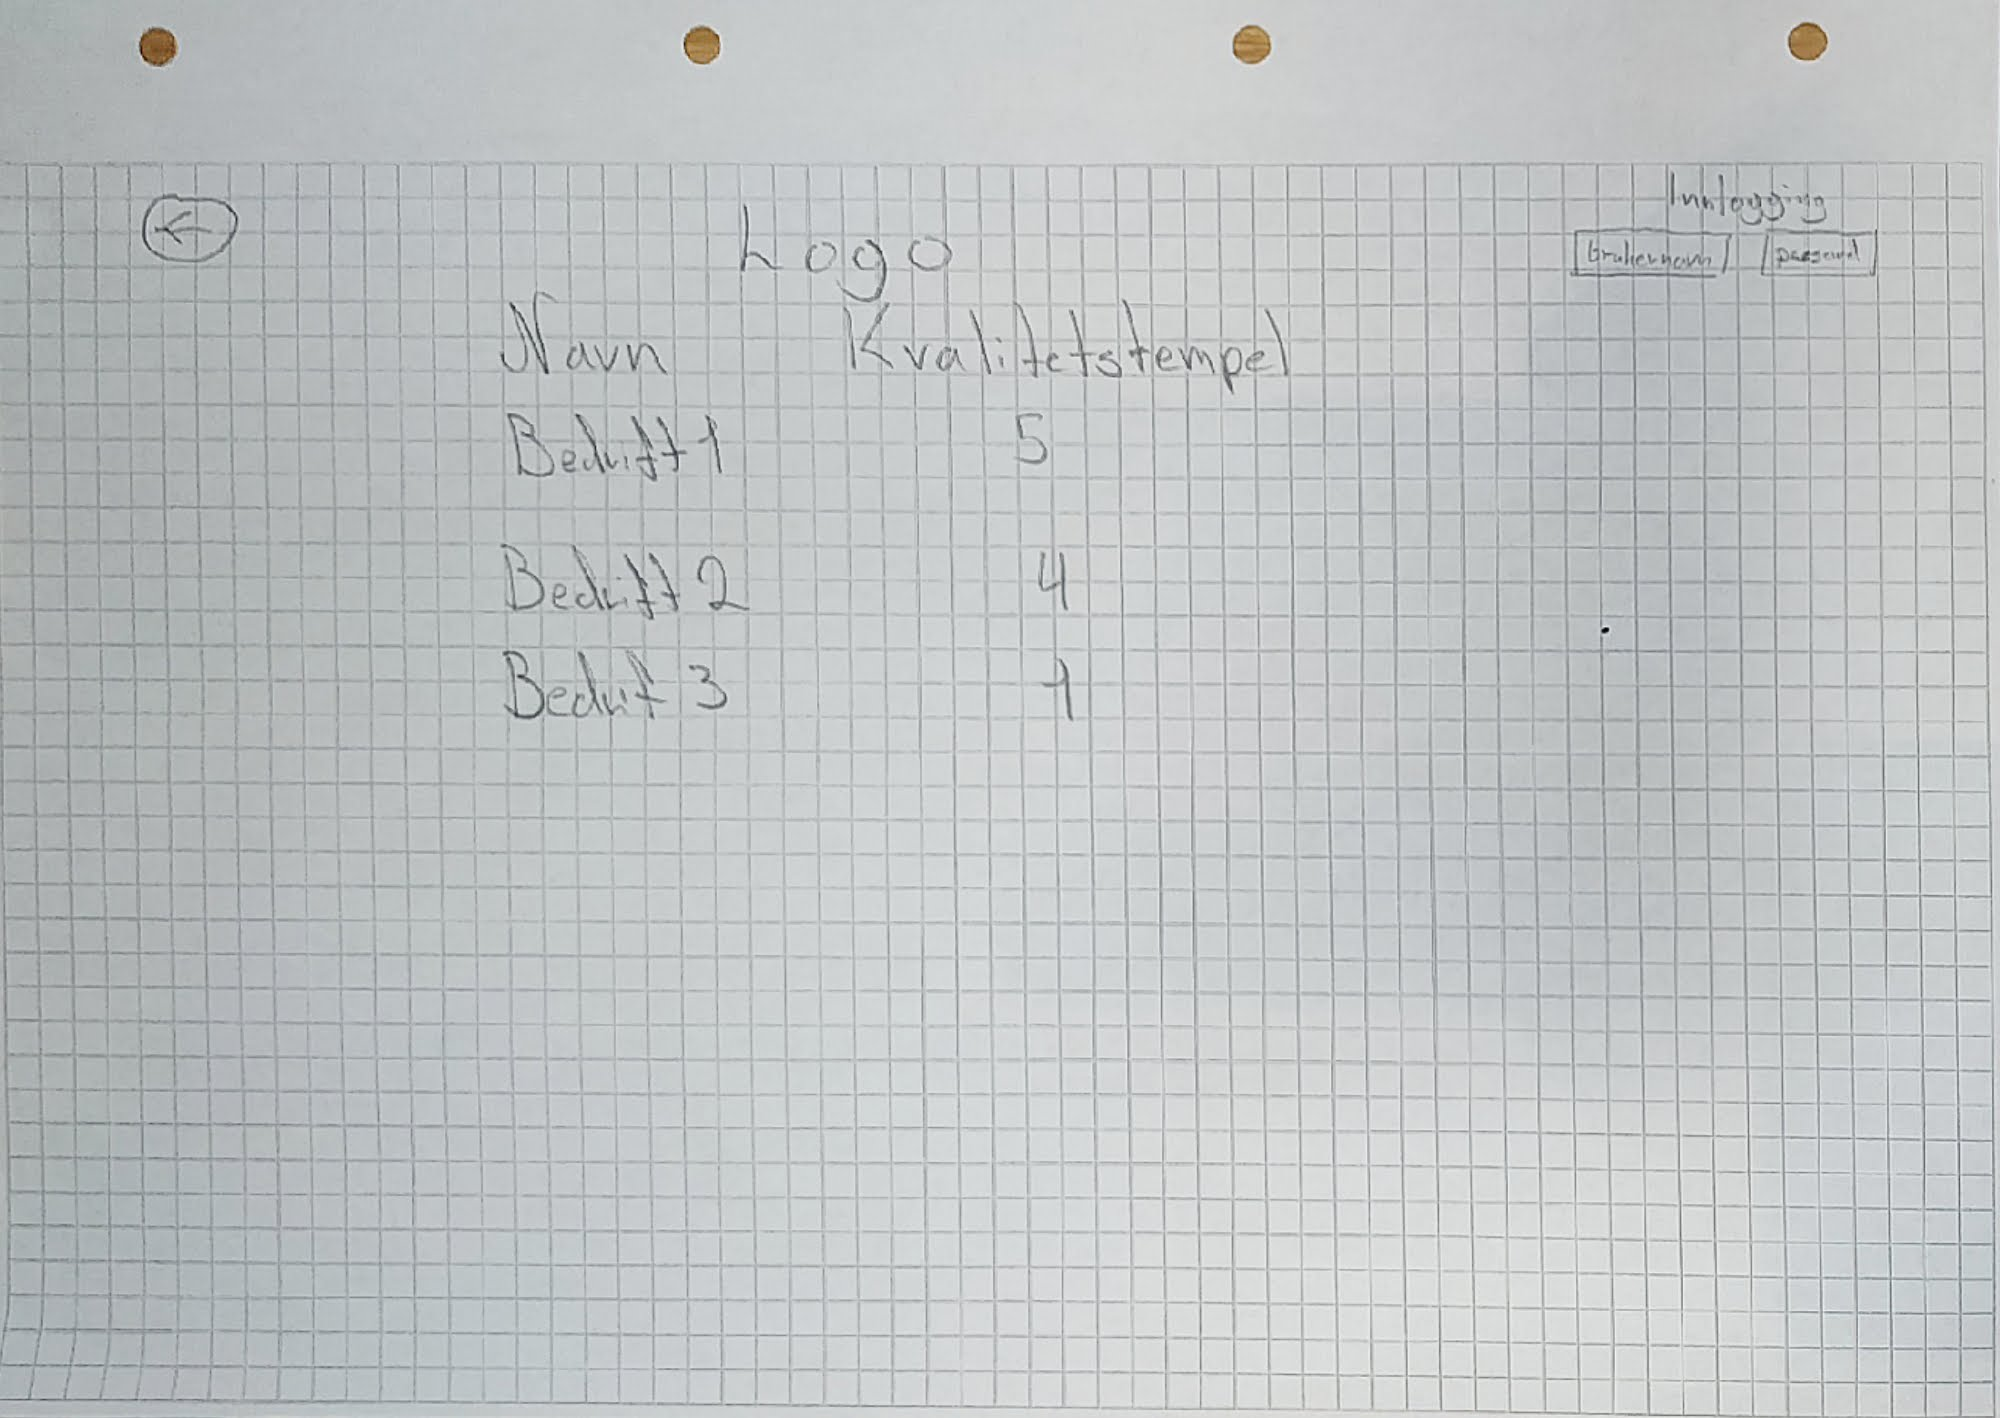 Innlogging
Logo
brukernavn passord
Navn Kvalitetstempel
Bedrift 1 5
Bedrift 2 4
Bedrift 3 1